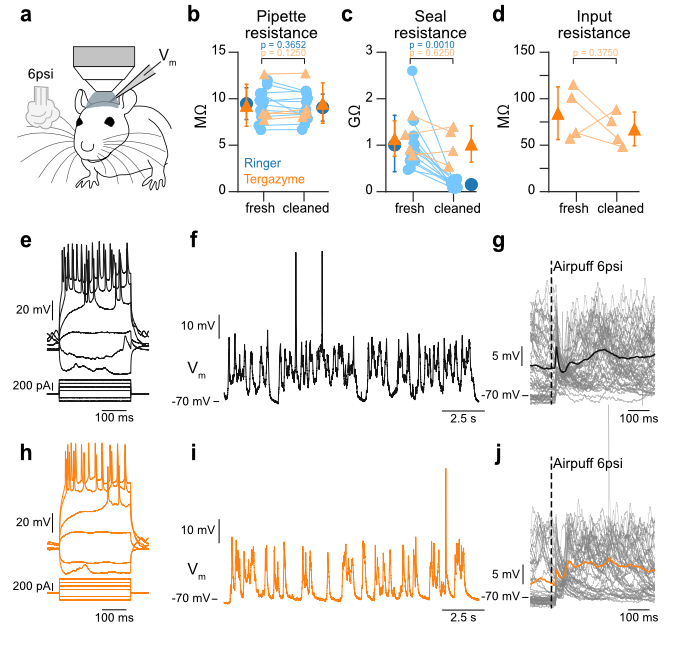 a
V
m
6psi
b
Pipette
resistance
p = 0.3652
p = 0.1250
15
10
5
0
MΩ
Ringer
Tergazyme
fresh cleaned
c
Seal
resistance
p = 0.0010
p = 0.6250
3
2
1
0
GΩ
fresh cleaned
d
Input
resistance
p = 0.3750
150
100
50
0
MΩ
fresh cleaned
e
20 mV
200 pA
100 ms
f
10 mV
Vm
-70 mV
2.5 s
g
Airpuff 6psi
5 mV
-70 mV
100 ms
h
20 mV
200 pA
100 ms
i
10 mV
Vm
-70 mV
2.5 s
j
Airpuff 6psi
5 mV
-70 mV
100 ms